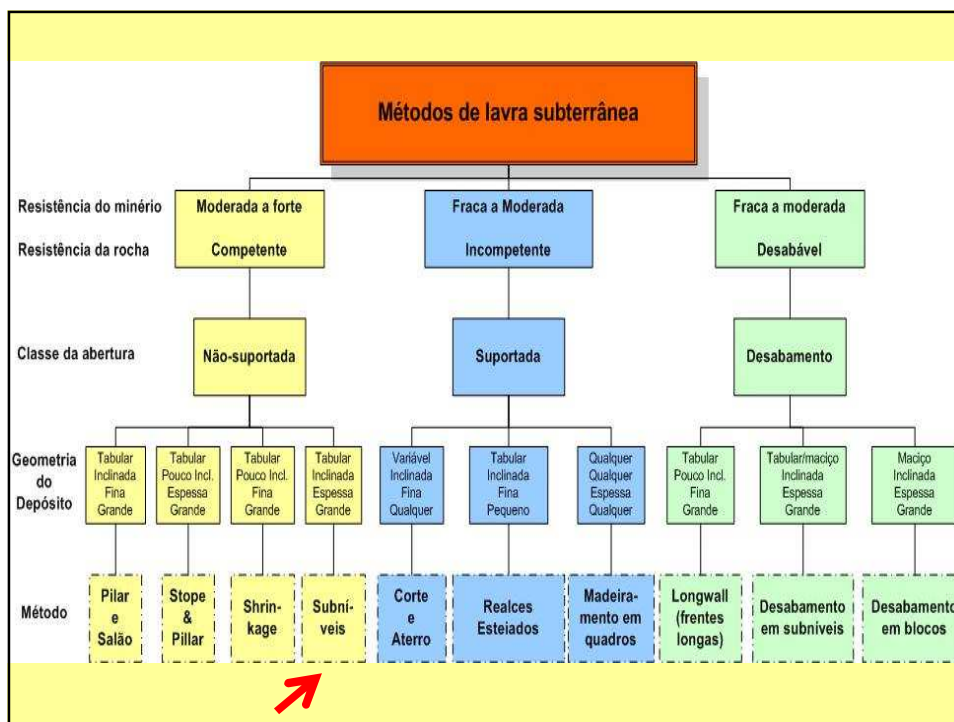 Métodos de lavra subterrânea
Resistência do minério
Moderada a forte
Fraca a Moderada
Fraca a moderada
Resistência da rocha
Competente
Incompetente
Desabável
Classe da abertura
Não-suportada
Suportada
Desabamento
Geometria
do
Depósito
Tabular
Inclinada
Fina
Grande
Tabular
Pouco Incl.
Espessa
Grande
Tabular
Pouco Incl.
Fina
Grande
Tabular
Inclinada
Espessa
Grande
Variável
Inclinada
Fina
Qualquer
Tabular
Inclinada
Fina
Pequeno
Qualquer
Qualquer
Espessa
Qualquer
Tabular
Pouco Incl.
Fina
Grande
Tabular/maciço
Inclinada
Espessa
Grande
Maciço
Inclinada
Espessa
Grande
Método
Pilar
e
Salão
Stope
&
Pillar
Shrin-
kage
Subní-
veis
Corte
e
Aterro
Realces
Esteiados
Madeira-
mento em
quadros
Longwall
(frentes
longas)
Desabamento
em subníveis
Desabamento
em blocos